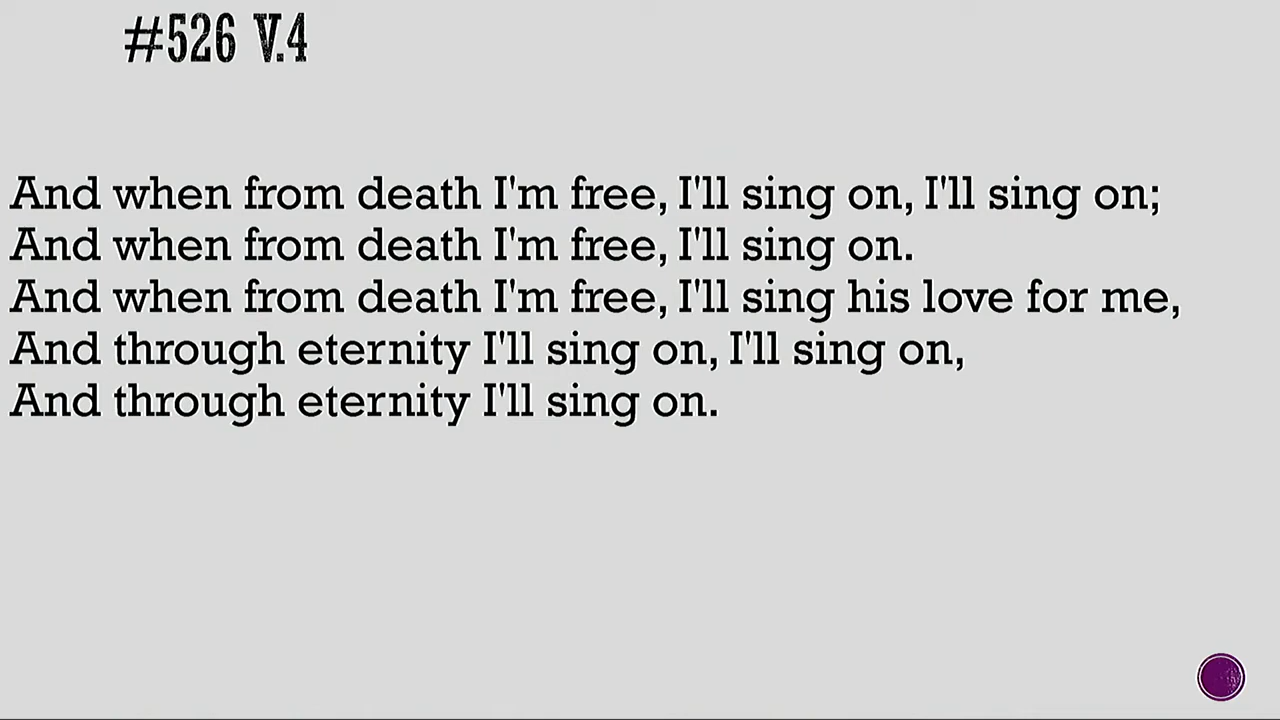 #526 V.4
And when from death I'm free, I'll sing on, I'll sing on;
And when from death I'm free, I'll sing on.
And when from death I'm free, I'll sing his love for me,
And through eternity I'll sing on, I'll sing on,
And through eternity I'll sing on.